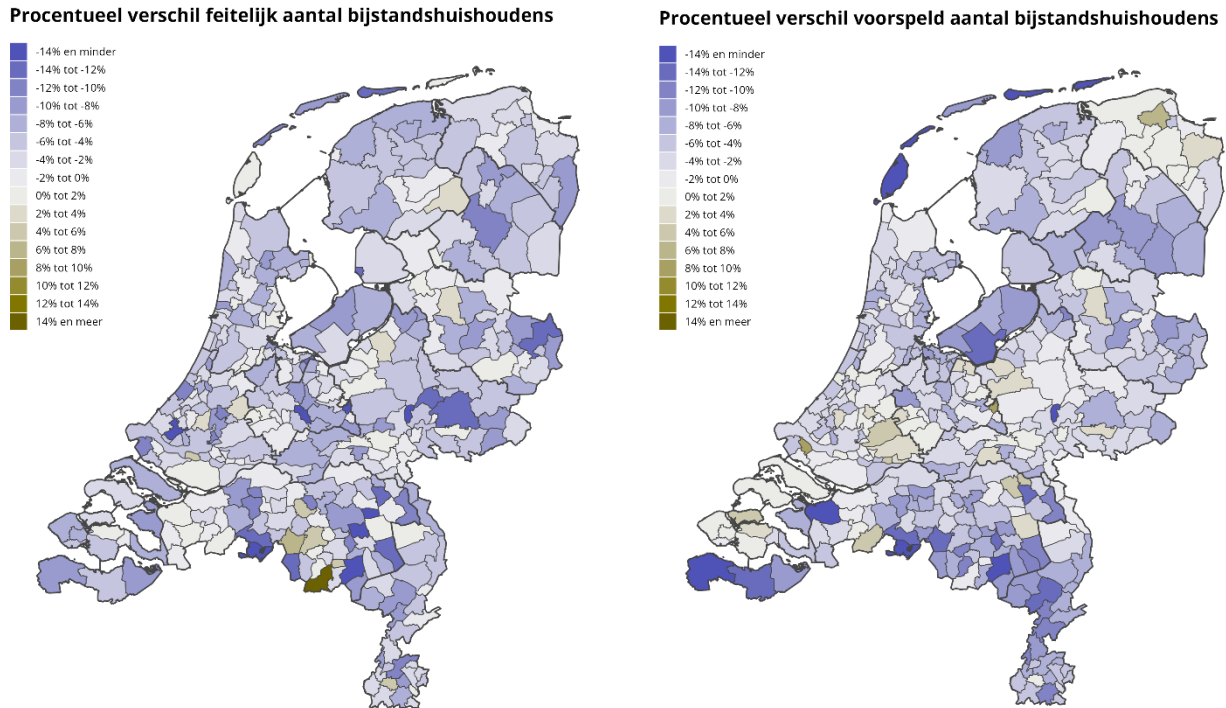 Procentueel verschil feitelijk aantal bijstandshuishoudens
-14% en minder
-14% tot -12%
-12% tot -10%
-10% tot -8%
-8% tot -6%
-6% tot -4%
-4% tot -2%
-2% tot 0%
0% tot 2%
2% tot 4%
4% tot 6%
6% tot 8%
8% tot 10%
10% tot 12%
12% tot 14%
14% en meer
Procentueel verschil voorspeld aantal bijstandshuishoudens
-14% en minder
-14% tot -12%
-12% tot -10%
-10% tot -8%
-8% tot -6%
-6% tot -4%
-4% tot -2%
-2% tot 0%
0% tot 2%
2% tot 4%
4% tot 6%
6% tot 8%
8% tot 10%
10% tot 12%
12% tot 14%
14% en meer